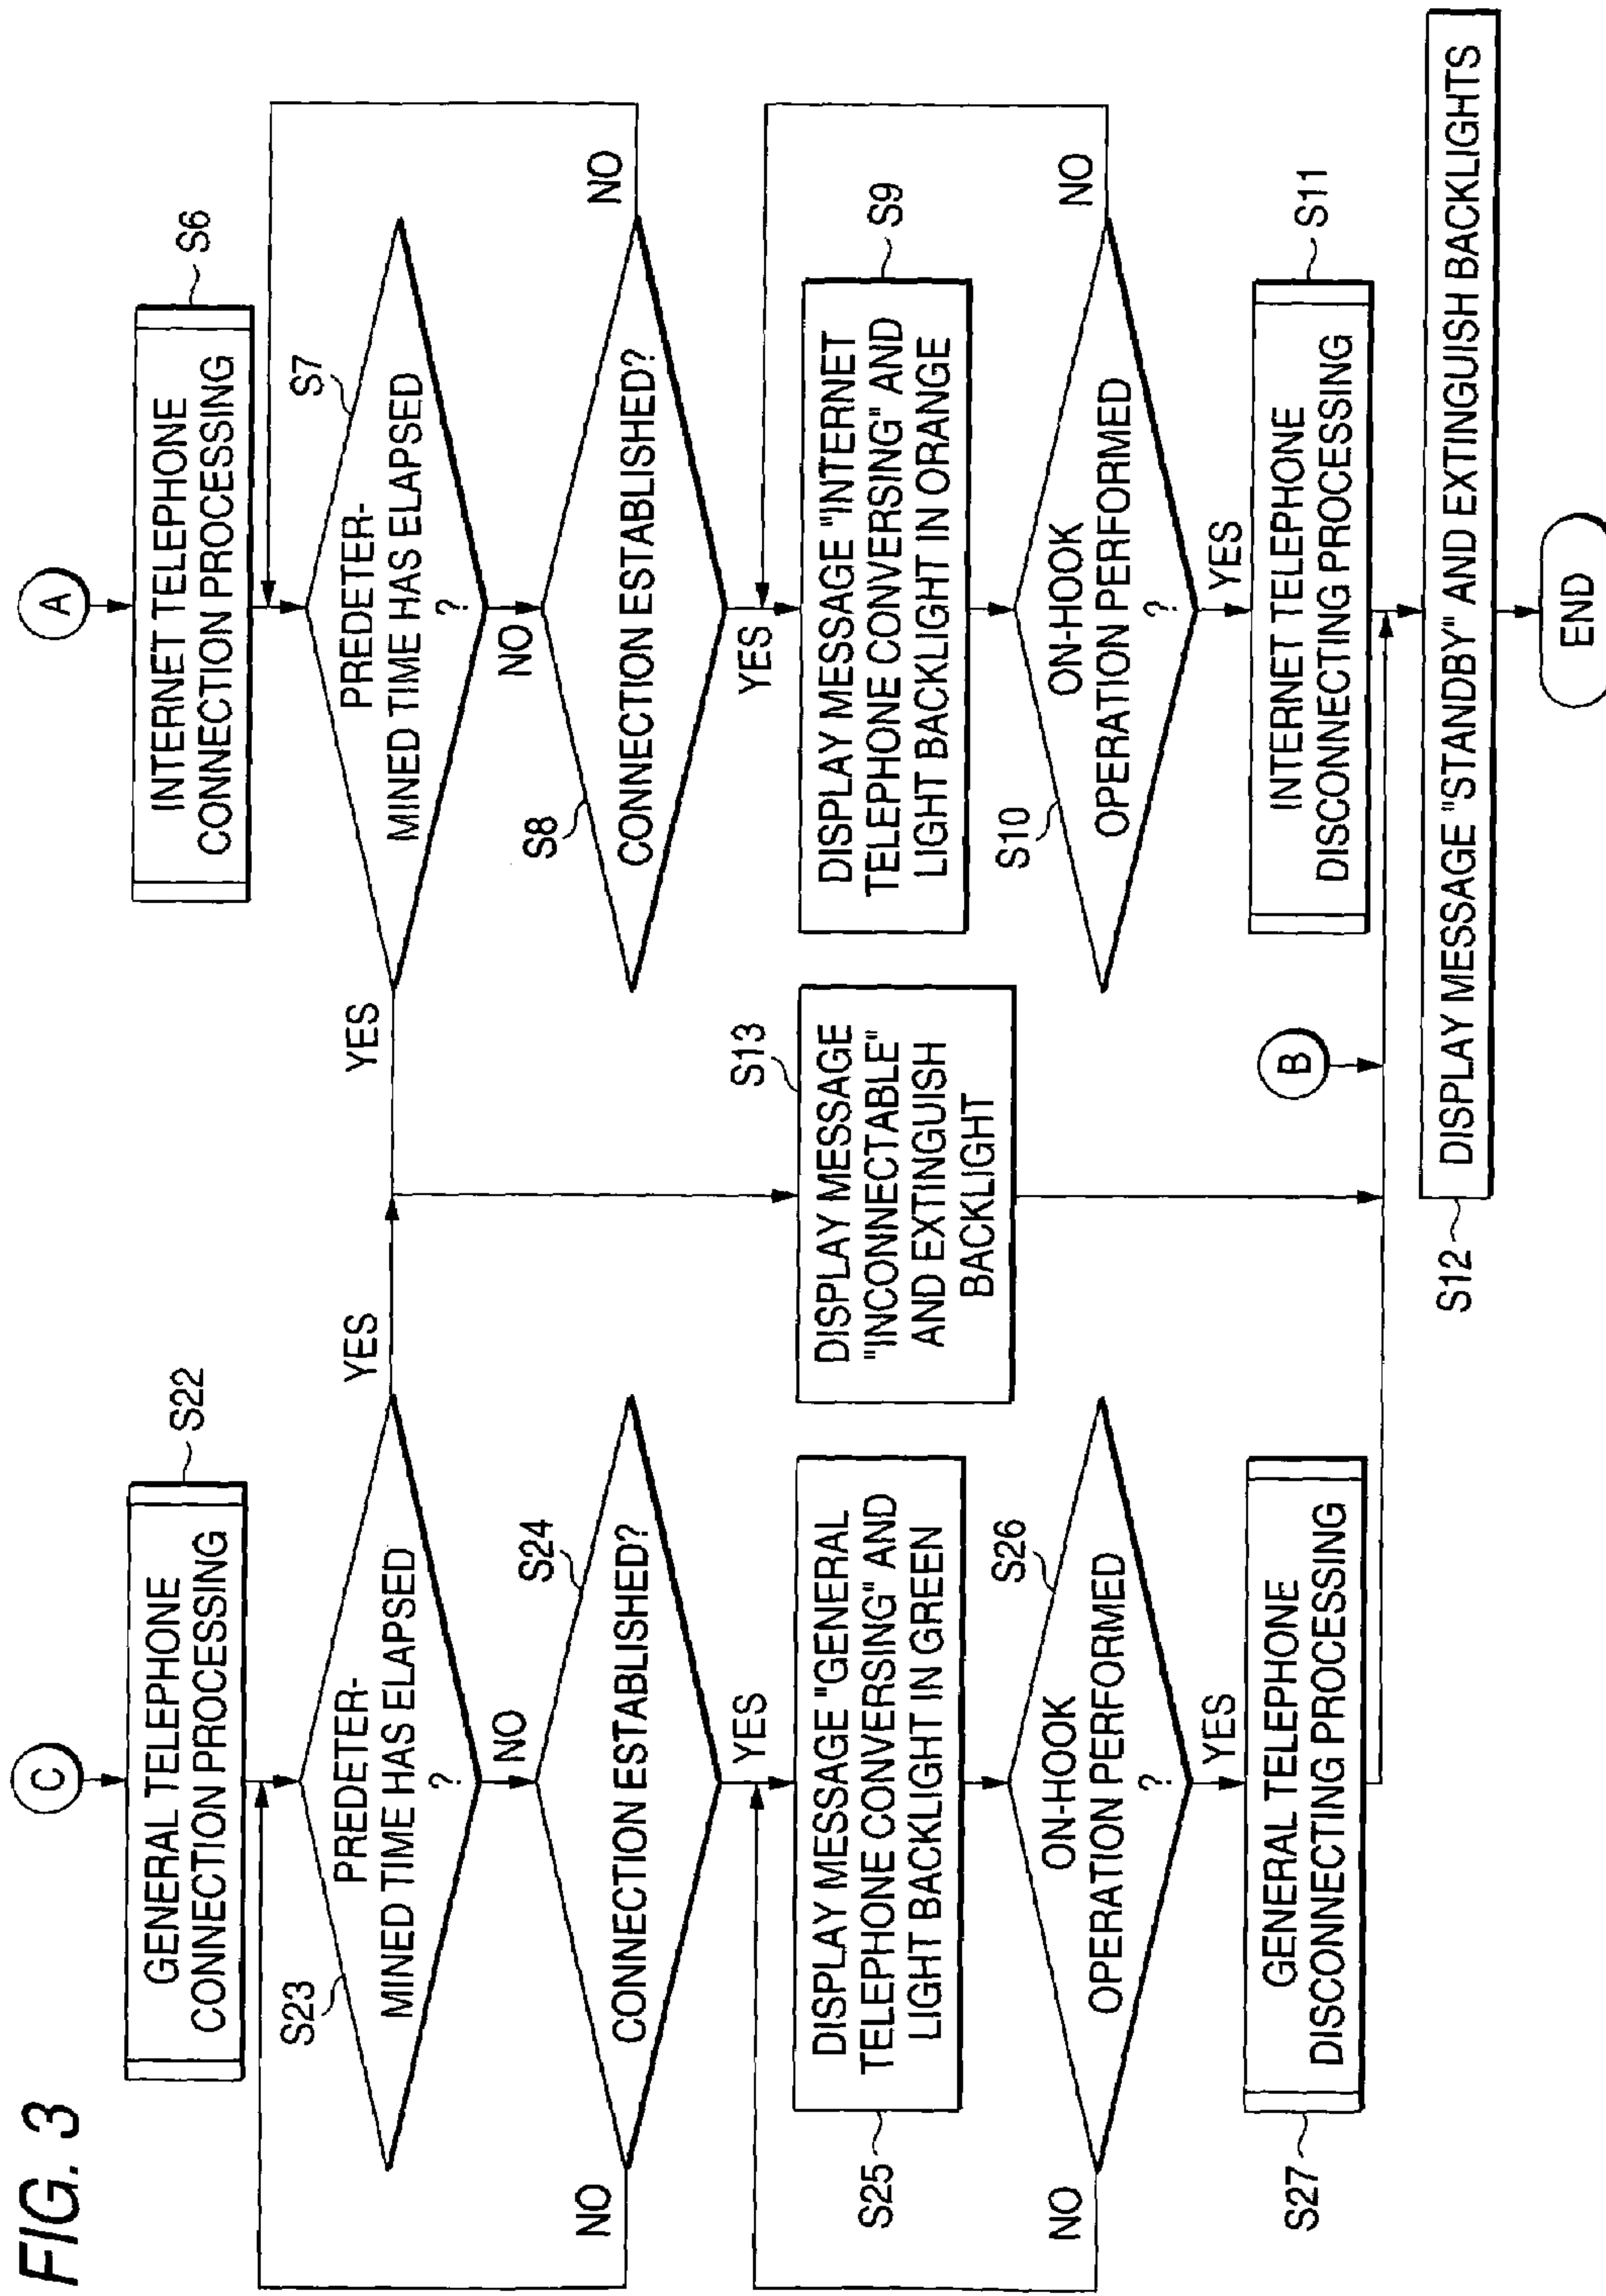 FIG. 3
C
GENERAL TELEPHONE
CONNECTION PROCESSING
S22
S23
PREDETER-
MINED TIME HAS ELAPSED
?
YES
NO
S24
CONNECTION ESTABLISHED?
NO
YES
S25
DISPLAY MESSAGE "GENERAL
TELEPHONE CONVERSING" AND
LIGHT BACKLIGHT IN GREEN
S26
ON-HOOK
OPERATION PERFORMED
?
NO
YES
S27
GENERAL TELEPHONE
DISCONNECTING PROCESSING
S13
DISPLAY MESSAGE
"INCONNECTABLE"
AND EXTINGUISH
BACKLIGHT
B
A
INTERNET TELEPHONE
CONNECTION PROCESSING
S6
S7
PREDETER-
MINED TIME HAS ELAPSED
?
YES
NO
S8
CONNECTION ESTABLISHED?
NO
YES
S9
DISPLAY MESSAGE "INTERNET
TELEPHONE CONVERSING" AND
LIGHT BACKLIGHT IN ORANGE
S10
ON-HOOK
OPERATION PERFORMED
?
NO
YES
S11
INTERNET TELEPHONE
DISCONNECTING PROCESSING
S12
DISPLAY MESSAGE "STANDBY" AND EXTINGUISH BACKLIGHTS
END